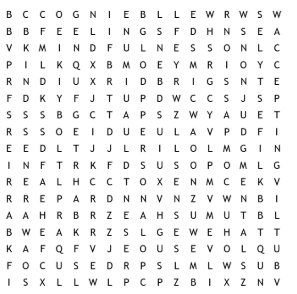 B C C O G N I E B L L E W R W S W
B B F E E L I N G S F D H N S E A
V K M I N D F U L N E S S O N L C
P I L K Q X B M O E Y M R I O Y C
R N D I U X R I D B R I G S N T E
F D K Y F J T U P D W C C S J S P
S S S B G C T A P S Z W Y A U E T
R S S O E I D U E U L A V P D F I
E E D L T J J L R I L O L M G I N
I N F T R K F D S U S O P O M L G
R E A L H C C T O X E N M C E K V
R R E P A R D N N V N Z V W N B I
A A H R B R Z E A H S U M U T B L
B W E A K R Z S L G E W E H A T T
K A F Q F V J E O U S E V O L Q U
F O C U S E D R P S L M L W S U B
I S X L L W L P C P Z B I X Z N V